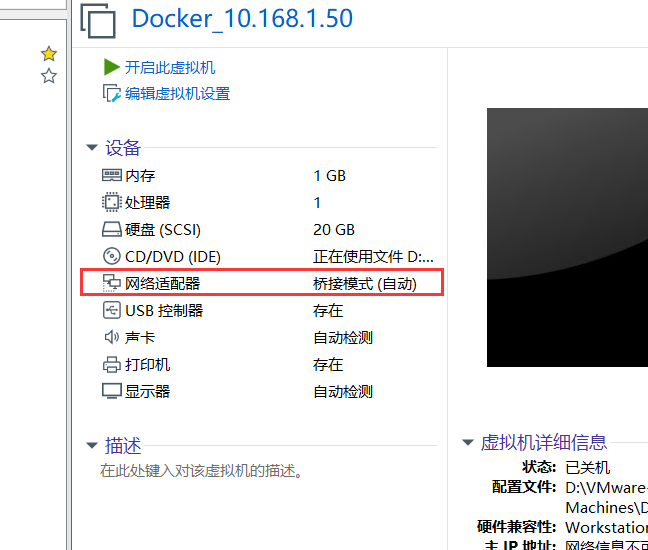 Docker_10.168.1.50
开启此虚拟机
编辑虚拟机设置
设备
内存 1 GB
处理器 1
硬盘 (SCSI) 20 GB
CD/DVD (IDE) 正在使用文件 D:...
网络适配器 桥接模式 (自动)
USB 控制器 存在
声卡 自动检测
打印机 存在
显示器 自动检测
描述
在此处键入对该虚拟机的描述。
虚拟机详细信息
状态: 已关机
配置文件: D:\VMware-
Machines\D
硬件兼容性: Workstation
主 IP 地址: 网络信息不可